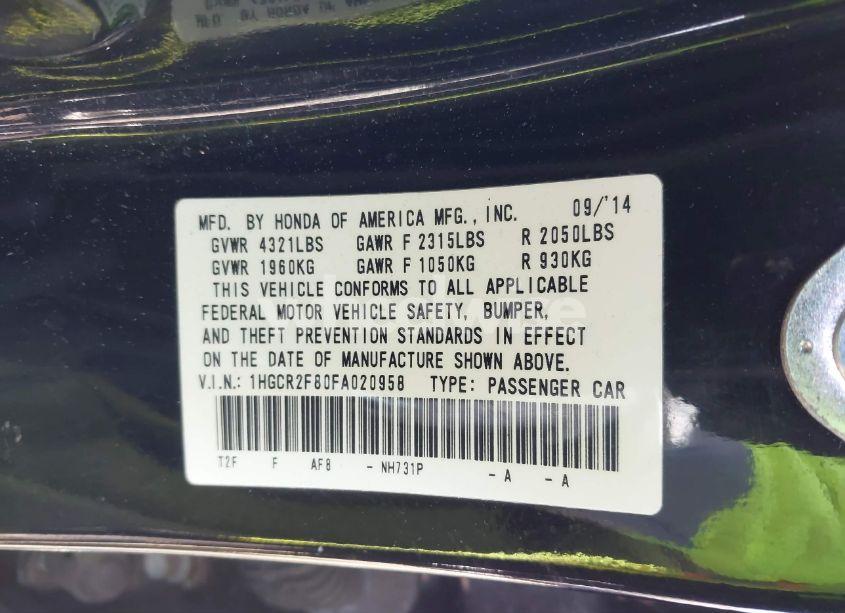 MFD. BY HONDA OF AMERICA MFG., INC. 09/'14
GVWR 4321LBS GAWR F 2315LBS R 2050LBS
GVWR 1960KG GAWR F 1050KG R 930KG
THIS VEHICLE CONFORMS TO ALL APPLICABLE
FEDERAL MOTOR VEHICLE SAFETY, BUMPER,
AND THEFT PREVENTION STANDARDS IN EFFECT
ON THE DATE OF MANUFACTURE SHOWN ABOVE.
V.I.N.: 1HGCR2F80FA020958 TYPE: PASSENGER CAR
T2F F AF8 - NH731P - A - A